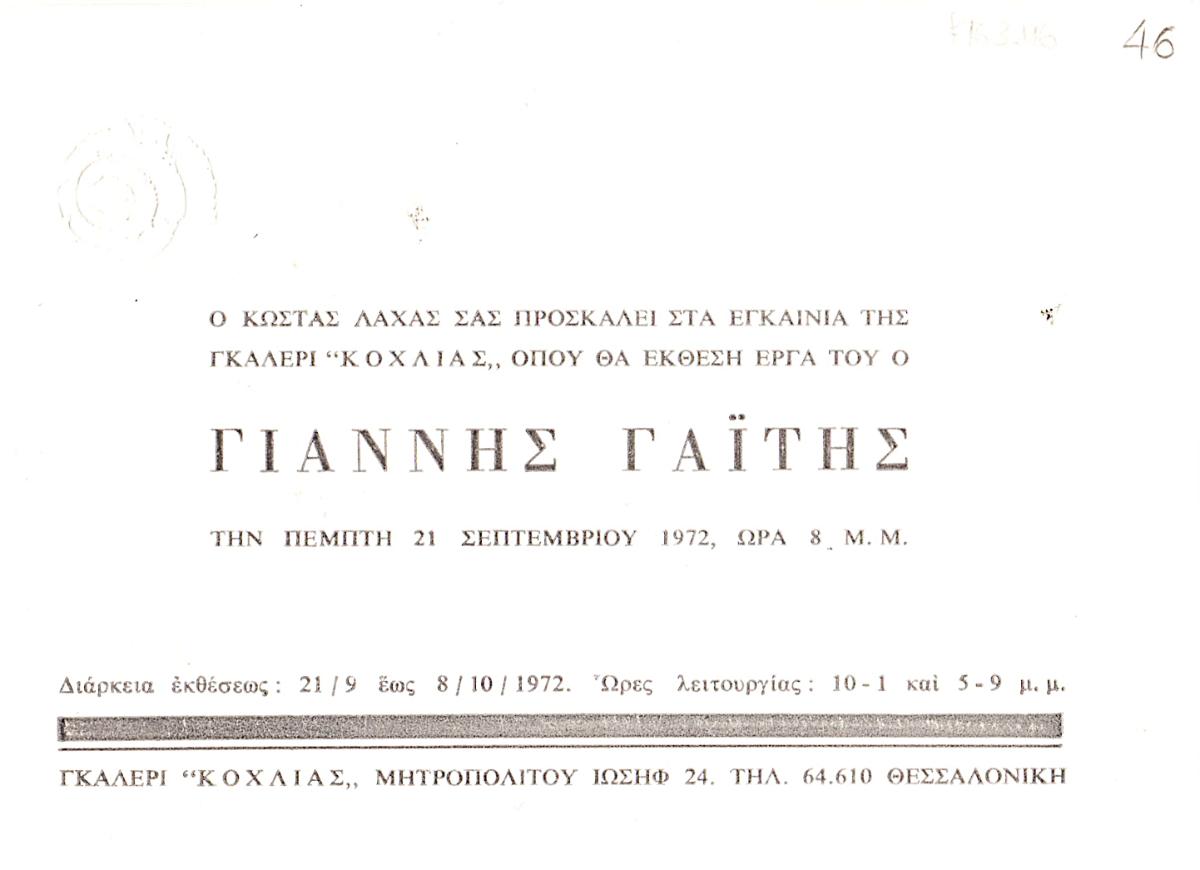 46
Ο ΚΩΣΤΑΣ ΛΑΧΑΣ ΣΑΣ ΠΡΟΣΚΑΛΕΙ ΣΤΑ ΕΓΚΑΙΝΙΑ ΤΗΣ
ΓΚΑΛΕΡΙ “ΚΟΧΛΙΑΣ„ ΟΠΟΥ ΘΑ ΕΚΘΕΣΗ ΕΡΓΑ ΤΟΥ Ο
ΓΙΑΝΝΗΣ ΓΑΪΤΗΣ
ΤΗΝ ΠΕΜΠΤΗ 21 ΣΕΠΤΕΜΒΡΙΟΥ 1972, ΩΡΑ 8 Μ.Μ.
Διάρκεια ἐκθέσεως: 21/9 ἕως 8/10/1972. Ὧρες λειτουργίας: 10-1 καὶ 5-9 μ.μ.
ΓΚΑΛΕΡΙ “ΚΟΧΛΙΑΣ„ ΜΗΤΡΟΠΟΛΙΤΟΥ ΙΩΣΗΦ 24. ΤΗΛ. 64.610 ΘΕΣΣΑΛΟΝΙΚΗ